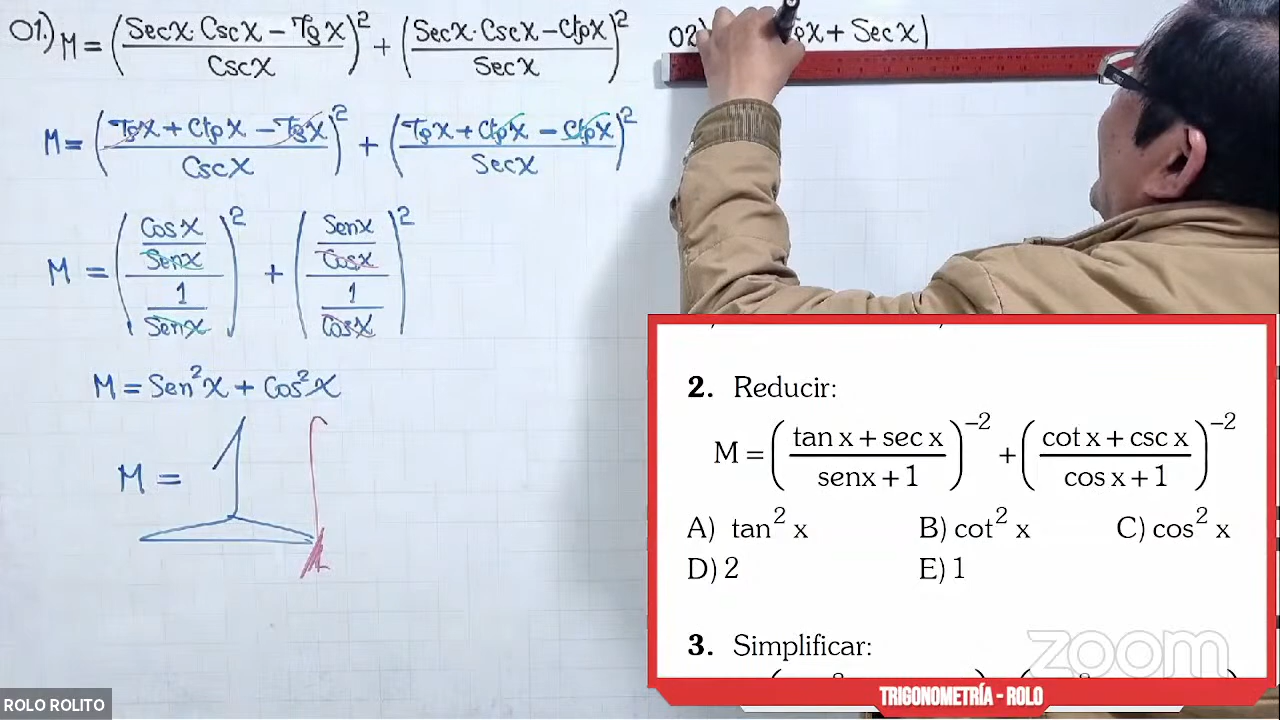 01.) M = (Secx · Cscx − Tgx / Cscx)² + (Secx · Cscx − Ctgx / Secx)²
M = (Tgx + Ctgx − Tgx / Cscx)² + (Tgx + Ctgx − Ctgx / Secx)²
M = (Cosx / Senx / 1 / Senx)² + (Senx / Cosx / 1 / Cosx)²
M = Sen²x + Cos²x
M = 1
02) gx + Secx)
2. Reducir:
M = (tan x + sec x / senx + 1)⁻² + (cot x + csc x / cos x + 1)⁻²
A) tan² x B) cot² x C) cos² x
D) 2 E) 1
3. Simplificar:
zoom
TRIGONOMETRÍA - ROLO
ROLO ROLITO